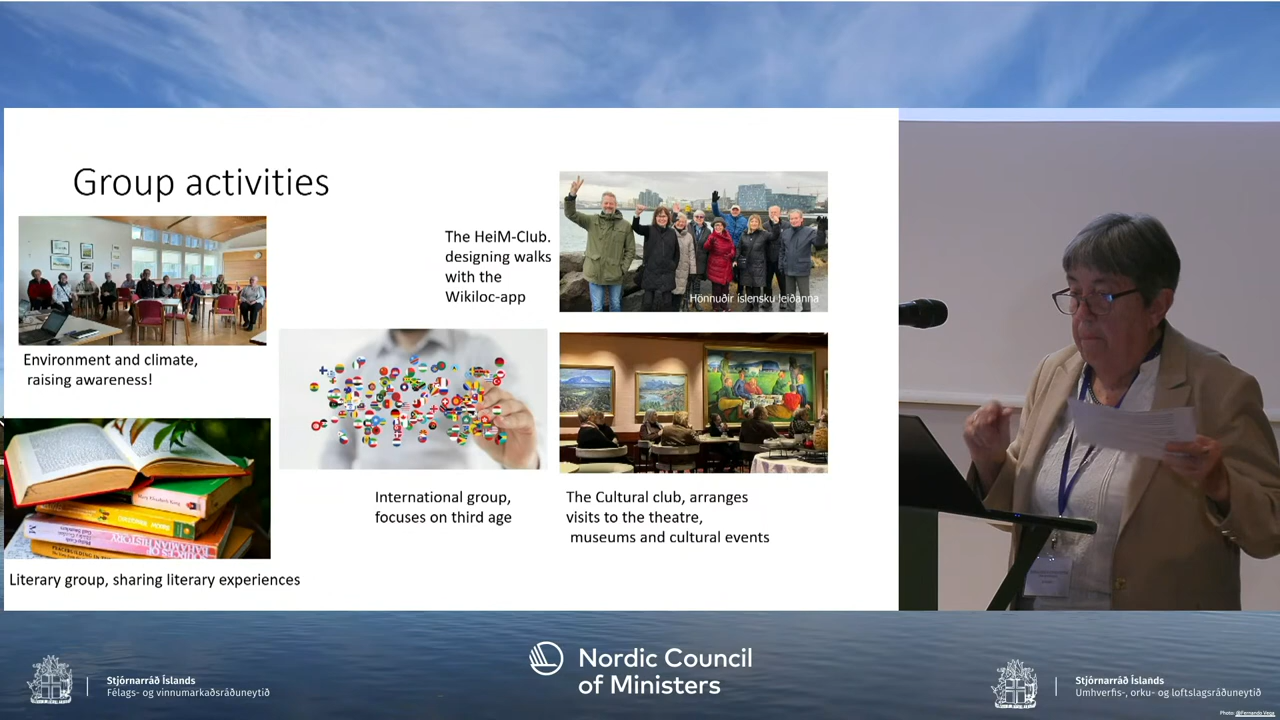 Group activities
The HeiM-Club.
designing walks
with the
Wikiloc-app
Hönnuðir íslensku leiðanna
Environment and climate,
raising awareness!
International group,
focuses on third age
The Cultural club, arranges
visits to the theatre,
museums and cultural events
Literary group, sharing literary experiences
Stjórnarráð Íslands
Félags- og vinnumarkaðsráðuneytið
Nordic Council
of Ministers
Stjórnarráð Íslands
Umhverfis-, orku- og loftslagsráðuneytið
Photo: @Fernando Vega